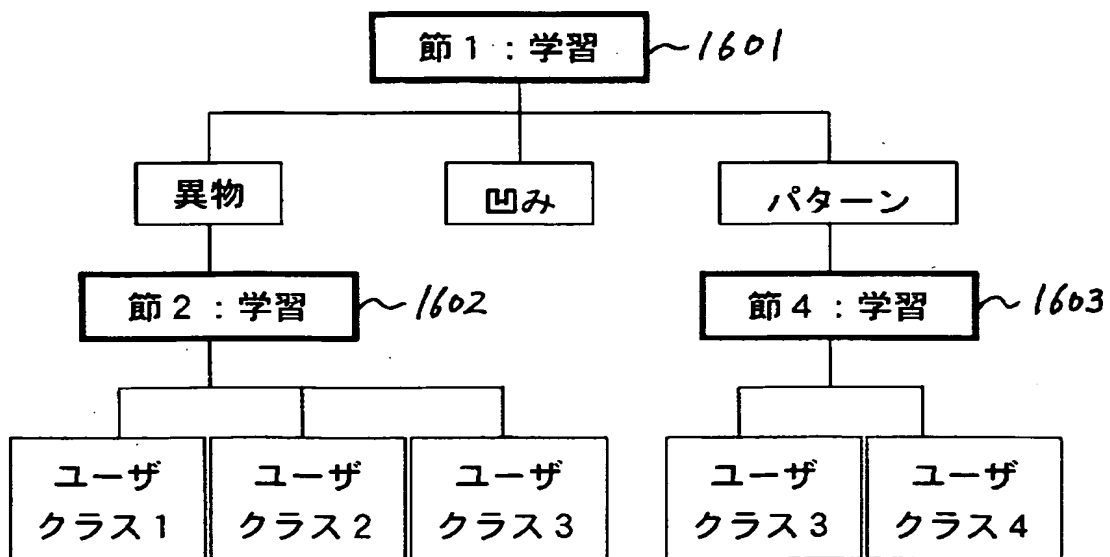 節1:学習
1601
異物
凹み
パターン
節2:学習
1602
節4:学習
1603
ユーザ
クラス1
ユーザ
クラス2
ユーザ
クラス3
ユーザ
クラス3
ユーザ
クラス4